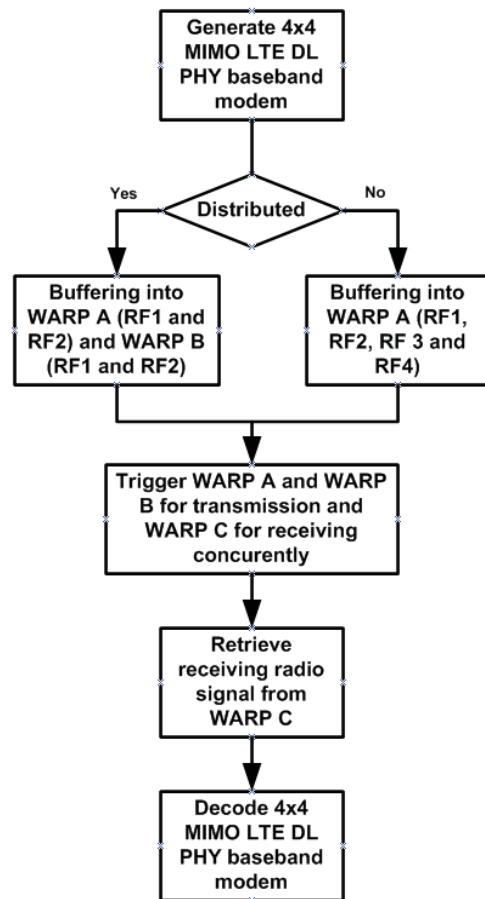 Generate 4x4
MIMO LTE DL
PHY baseband
modem
Yes
Distributed
No
Buffering into
WARP A (RF1 and
RF2) and WARP B
(RF1 and RF2)
Buffering into
WARP A (RF1,
RF2, RF 3 and
RF4)
Trigger WARP A and WARP
B for transmission and
WARP C for receiving
concurently
Retrieve
receiving radio
signal from
WARP C
Decode 4x4
MIMO LTE DL
PHY baseband
modem